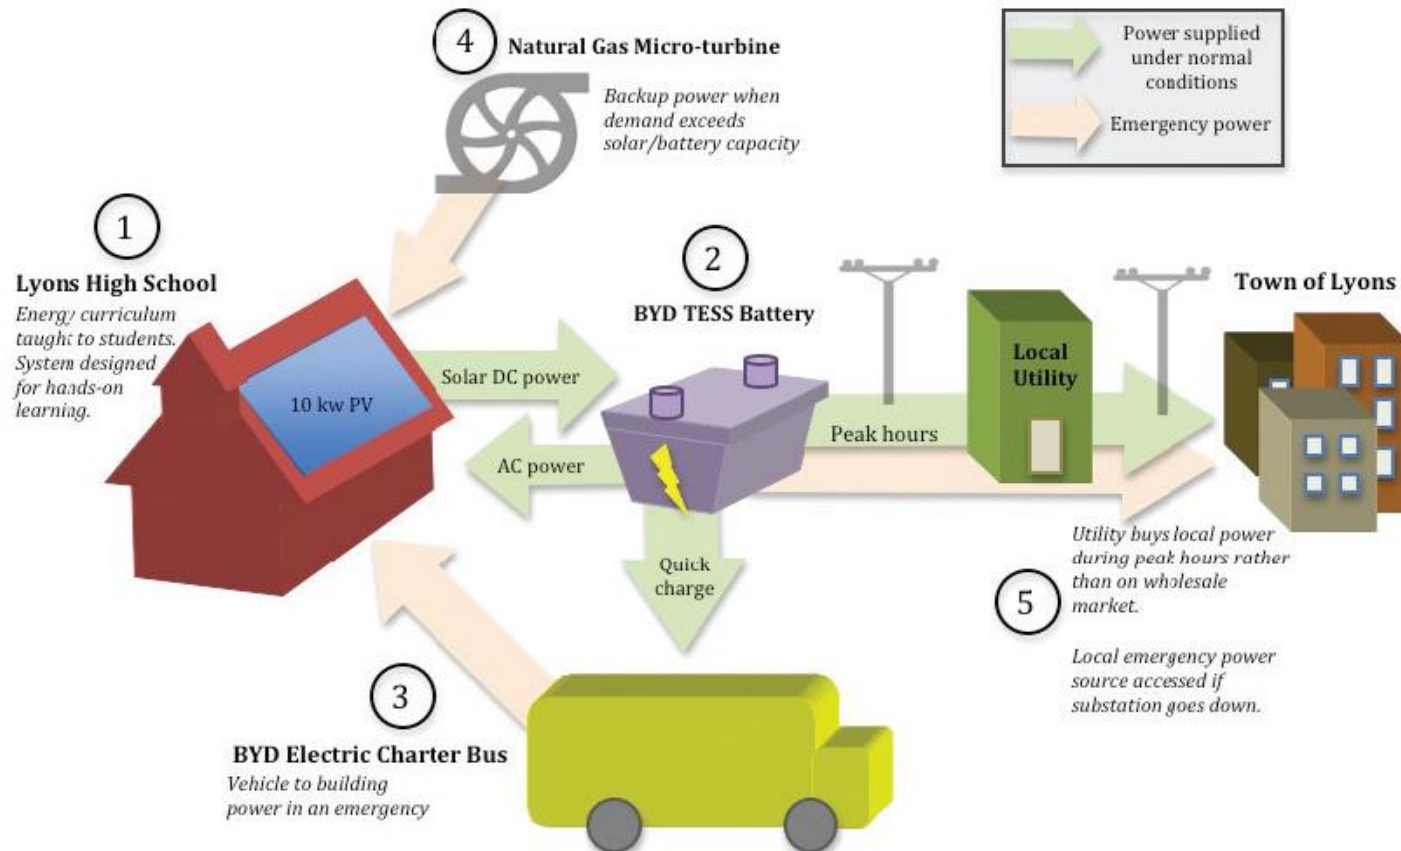 4
Natural Gas Micro-turbine
Backup power when
demand exceeds
solar/battery capacity
Power supplied
under normal
conditions
Emergency power
1
Lyons High School
Energy curriculum
taught to students.
System designed
for hands-on
learning.
10 kw PV
Solar DC power
AC power
2
BYD TESS Battery
Quick
charge
Peak hours
Local
Utility
Town of Lyons
5
Utility buys local power
during peak hours rather
than on wholesale
market.
Local emergency power
source accessed if
substation goes down.
3
BYD Electric Charter Bus
Vehicle to building
power in an emergency